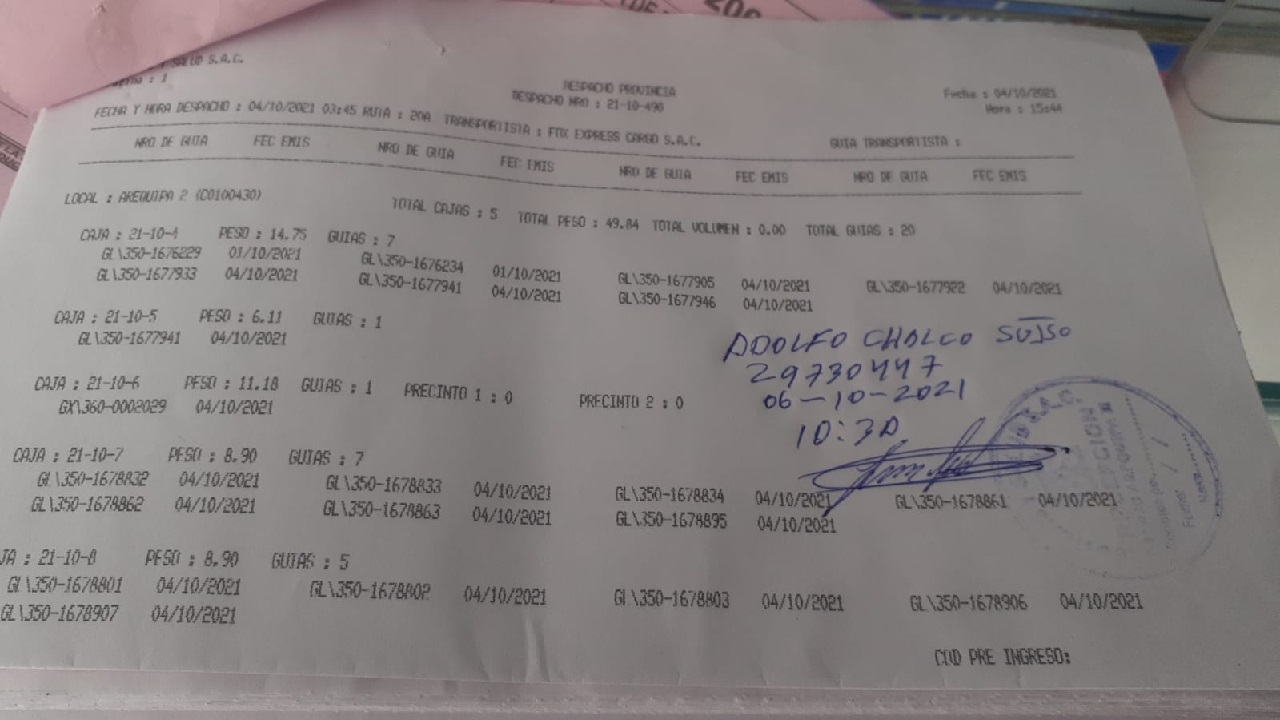 SALUD S.A.C.
: 1
DESPACHO PROVINCIA
Fecha : 04/10/2021
DESPACHO NRO : 21-10-490
Hora : 15:44
FECHA Y HORA DESPACHO : 04/10/2021 03:45 RUTA : 20A TRANSPORTISTA : FOX EXPRESS CARGO S.A.C. GUIA TRANSPORTISTA :
NRO DE GUIA FEC EMIS NRO DE GUIA FEC EMIS NRO DE GUIA FEC EMIS NRO DE GUIA FEC EMIS
LOCAL : AREQUIPA 2 (C0100430) TOTAL CAJAS : 5 TOTAL PESO : 49.84 TOTAL VOLUMEN : 0.00 TOTAL GUIAS : 20
CAJA : 21-10-4 PESO : 14.75 GUIAS : 7
GL\350-1676229 01/10/2021 GL\350-1676234 01/10/2021 GL\350-1677905 04/10/2021 GL\350-1677922 04/10/2021
GL\350-1677933 04/10/2021 GL\350-1677941 04/10/2021 GL\350-1677946 04/10/2021
CAJA : 21-10-5 PESO : 6.11 GUIAS : 1
GL\350-1677941 04/10/2021
ADOLFO CHALCO
29730447
CAJA : 21-10-6 PESO : 11.18 GUIAS : 1 PRECINTO 1 : 0 PRECINTO 2 : 0
06-10-2021
GX\360-0002029 04/10/2021
10:30
CAJA : 21-10-7 PESO : 8.90 GUIAS : 7
GL\350-1678832 04/10/2021 GL\350-1678833 04/10/2021 GL\350-1678834 04/10/2021 GL\350-1678861 04/10/2021
GL\350-1678862 04/10/2021 GL\350-1678863 04/10/2021 GL\350-1678895 04/10/2021
JA : 21-10-8 PESO : 8.90 GUIAS : 5
GL\350-1678801 04/10/2021 GL\350-1678802 04/10/2021 GL\350-1678803 04/10/2021 GL\350-1678906 04/10/2021
GL\350-1678907 04/10/2021
COD PRE INGRESO: